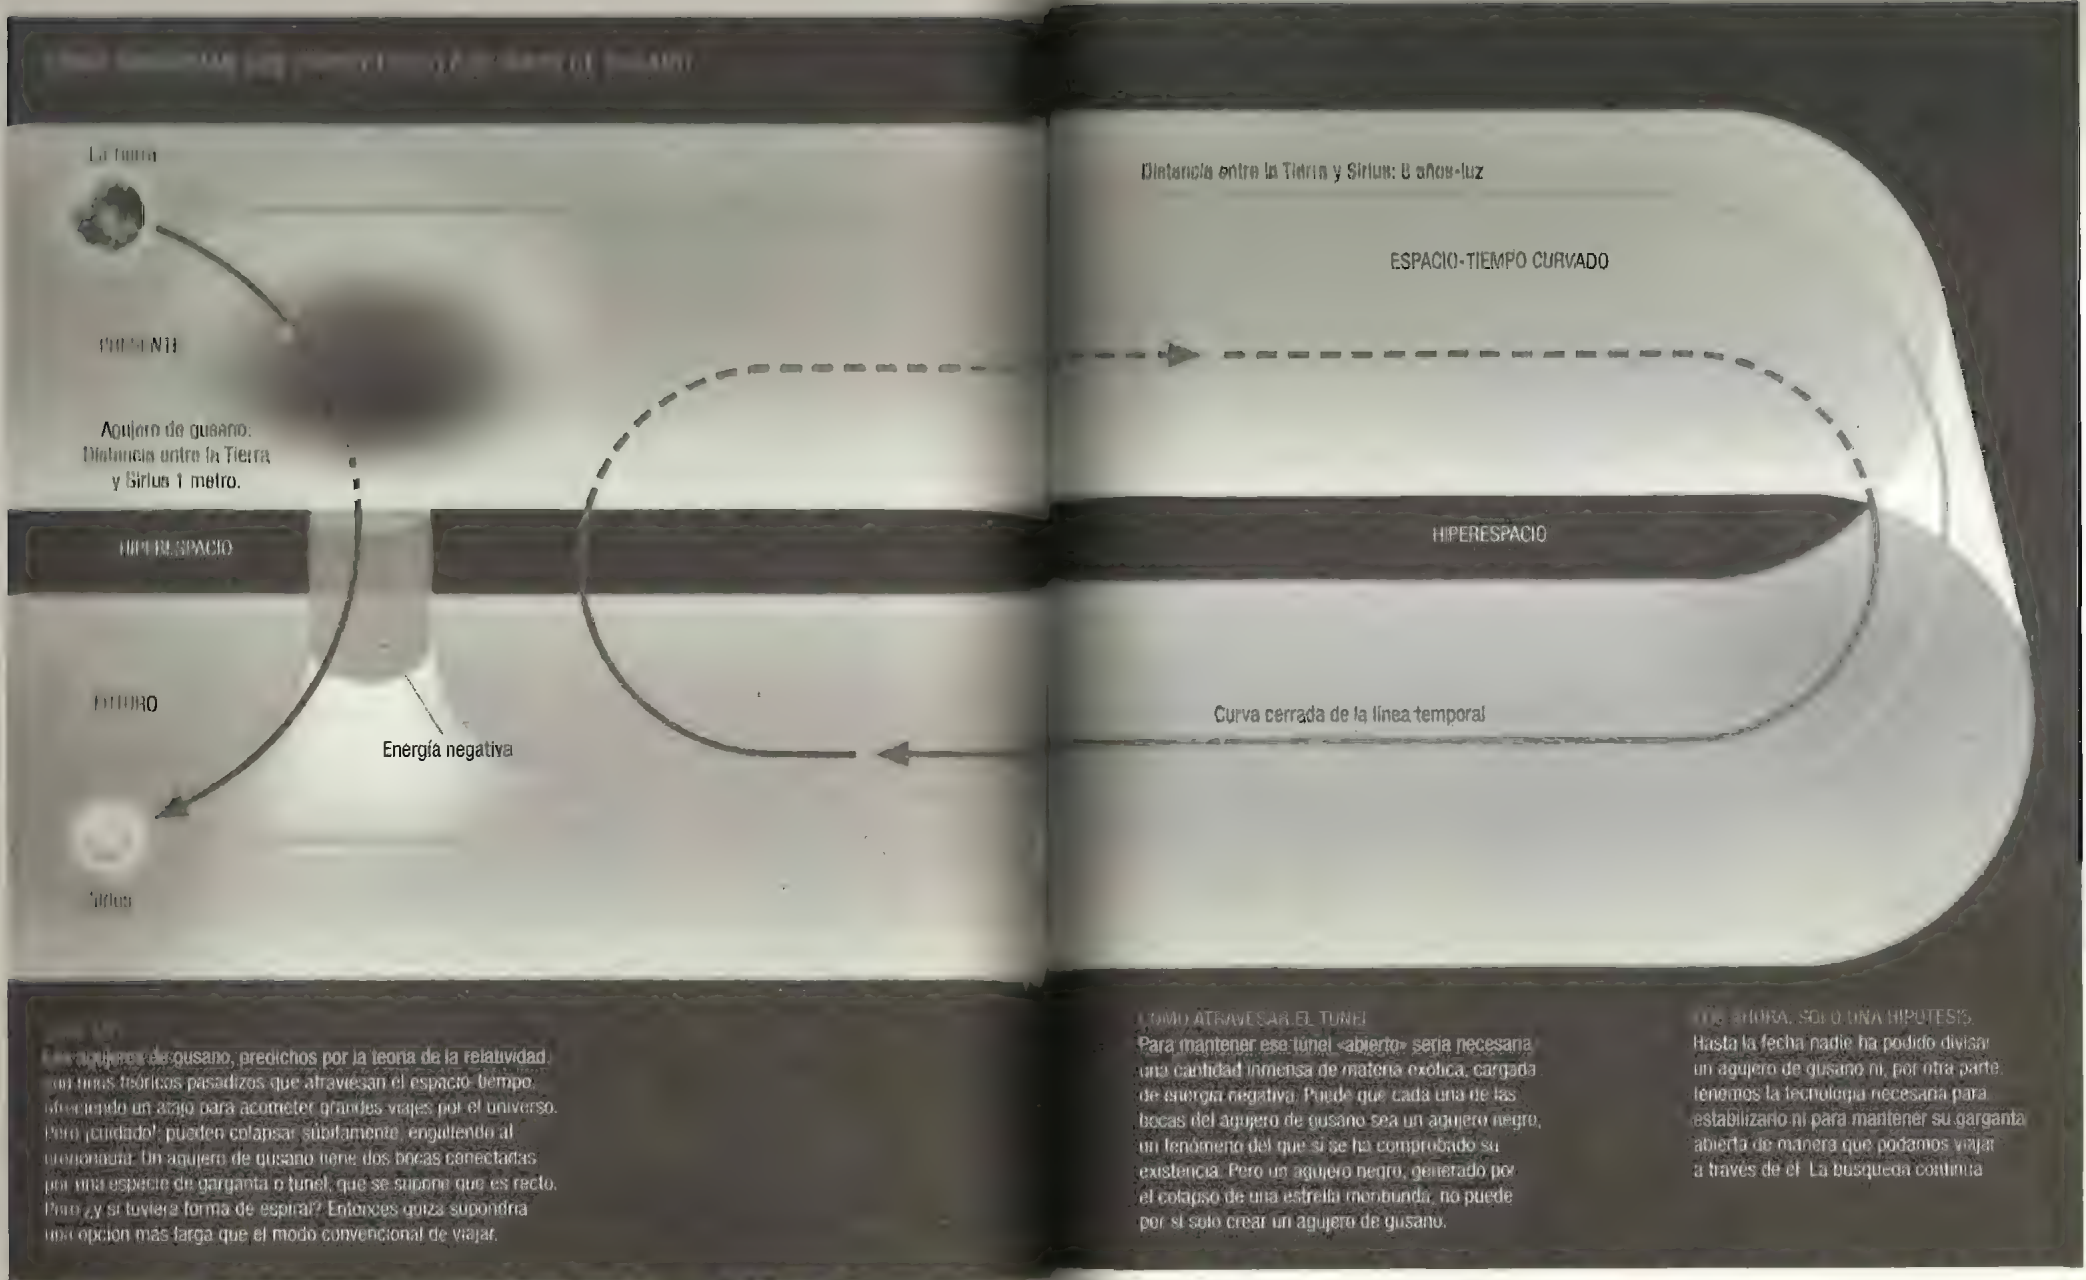 La Tierra
PRESENTE
Agujero de gusano:
Distancia entre la Tierra
y Sirius 1 metro.
HIPERESPACIO
FUTURO
Energía negativa
Sirius
Distancia entre la Tierra y Sirius: 8 años-luz
ESPACIO-TIEMPO CURVADO
HIPERESPACIO
Curva cerrada de la línea temporal
agujeros de gusano, predichos por la teoría de la relatividad,
son unos teóricos pasadizos que atraviesan el espacio-tiempo,
ofreciendo un atajo para acometer grandes viajes por el universo.
Pero ¡cuidado!, pueden colapsar súbitamente, engullendo al
Un agujero de gusano tiene dos bocas conectadas
por una especie de garganta o túnel, que se supone que es recto.
Pero ¿y si tuviera forma de espiral? Entonces quizá supondría
una opción más larga que el modo convencional de viajar.
CÓMO ATRAVESAR EL TÚNEL
Para mantener ese túnel «abierto» sería necesaria
una cantidad inmensa de materia exótica, cargada
de energía negativa. Puede que cada una de las
bocas del agujero de gusano sea un agujero negro,
un fenómeno del que sí se ha comprobado su
existencia. Pero un agujero negro, generado por
el colapso de una estrella moribunda, no puede
por sí solo crear un agujero de gusano.
POR AHORA, SOLO UNA HIPÓTESIS
Hasta la fecha nadie ha podido divisar
un agujero de gusano ni, por otra parte,
tenemos la tecnología necesaria para
estabilizarlo ni para mantener su garganta
abierta de manera que podamos viajar
a través de él. La búsqueda continúa